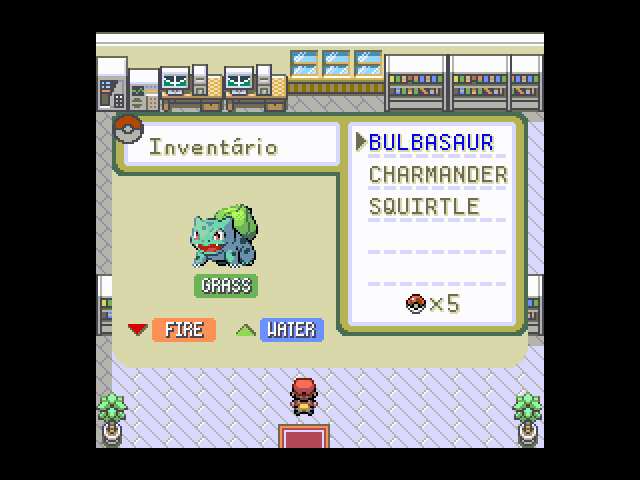 Inventário
BULBASAUR
CHARMANDER
SQUIRTLE
GRASS
×5
FIRE
WATER